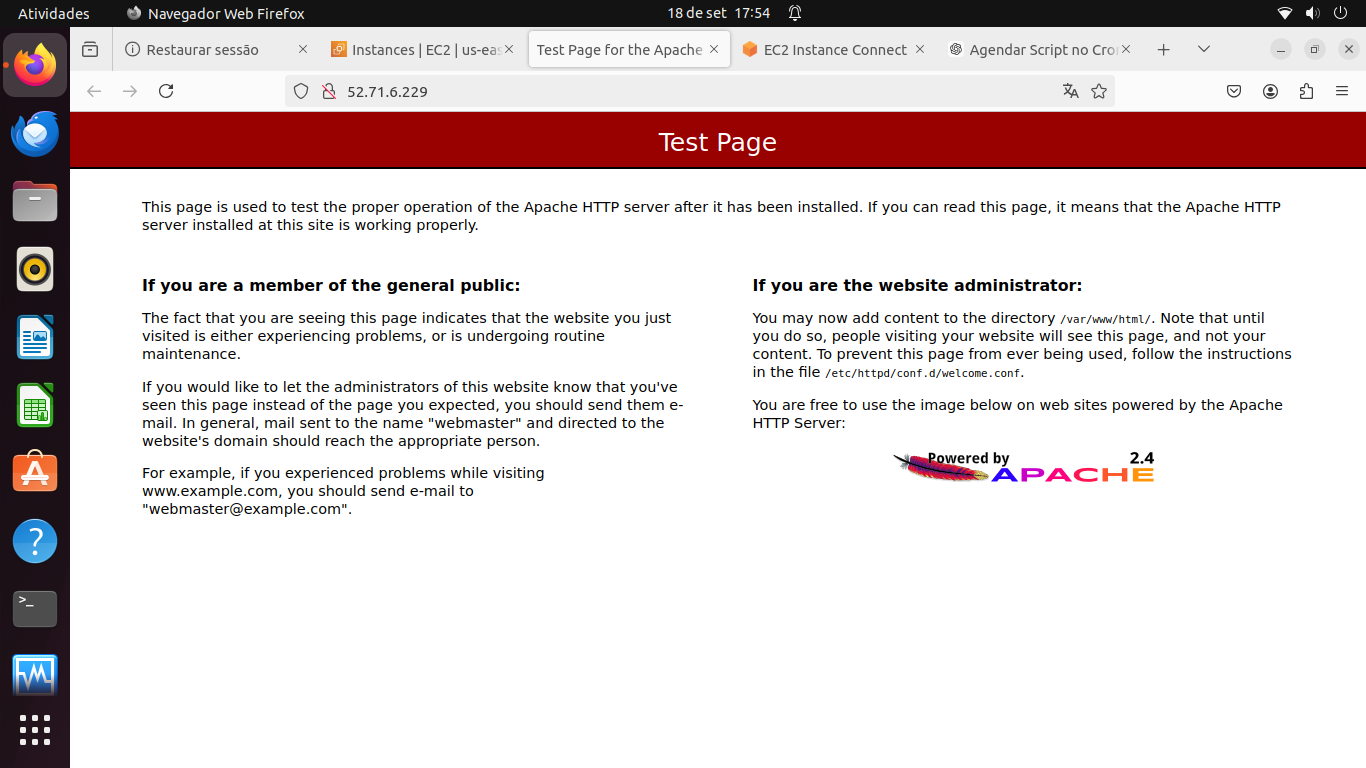 Atividades
Navegador Web Firefox
18 de set 17:54
Restaurar sessão
Instances | EC2 | us-eas
Test Page for the Apache
EC2 Instance Connect
Agendar Script no Cron
52.71.6.229
Test Page
This page is used to test the proper operation of the Apache HTTP server after it has been installed. If you can read this page, it means that the Apache HTTP
server installed at this site is working properly.
If you are a member of the general public:
The fact that you are seeing this page indicates that the website you just
visited is either experiencing problems, or is undergoing routine
maintenance.
If you would like to let the administrators of this website know that you've
seen this page instead of the page you expected, you should send them e-
mail. In general, mail sent to the name "webmaster" and directed to the
website's domain should reach the appropriate person.
For example, if you experienced problems while visiting
www.example.com, you should send e-mail to
"webmaster@example.com".
If you are the website administrator:
You may now add content to the directory /var/www/html/. Note that until
you do so, people visiting your website will see this page, and not your
content. To prevent this page from ever being used, follow the instructions
in the file /etc/httpd/conf.d/welcome.conf.
You are free to use the image below on web sites powered by the Apache
HTTP Server:
Powered by 2.4
APACHE